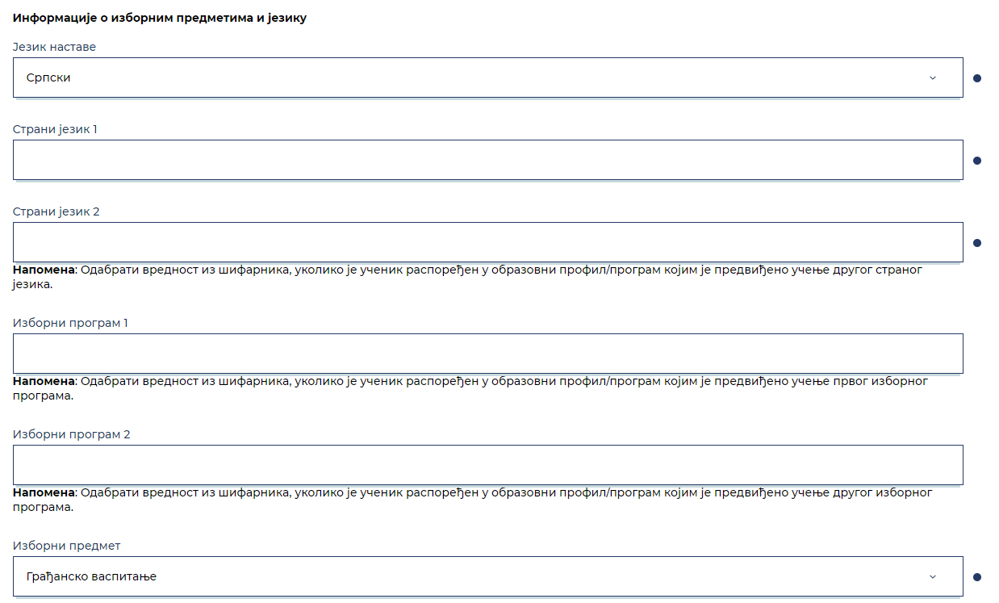 Информације о изборним предметима и језику
Језик наставе
Српски
Страни језик 1
Страни језик 2
Напомена: Одабрати вредност из шифарника, уколико је ученик распоређен у образовни профил/програм којим је предвиђено учење другог страног
језика.
Изборни програм 1
Напомена: Одабрати вредност из шифарника, уколико је ученик распоређен у образовни профил/програм којим је предвиђено учење првог изборног
програма.
Изборни програм 2
Напомена: Одабрати вредност из шифарника, уколико је ученик распоређен у образовни профил/програм којим је предвиђено учење другог изборног
програма.
Изборни предмет
Грађанско васпитање